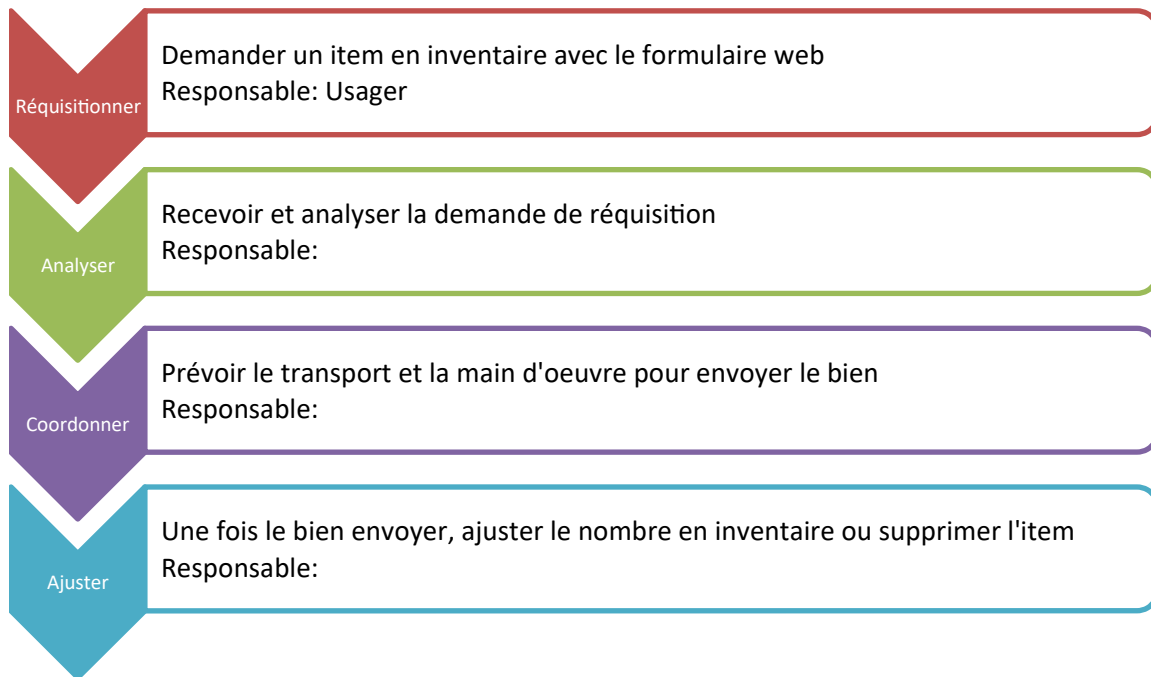 Demander un item en inventaire avec le formulaire web
Responsable: Usager
Réquisitionner
Recevoir et analyser la demande de réquisition
Responsable:
Analyser
Prévoir le transport et la main d'oeuvre pour envoyer le bien
Responsable:
Coordonner
Une fois le bien envoyer, ajuster le nombre en inventaire ou supprimer l'item
Responsable:
Ajuster